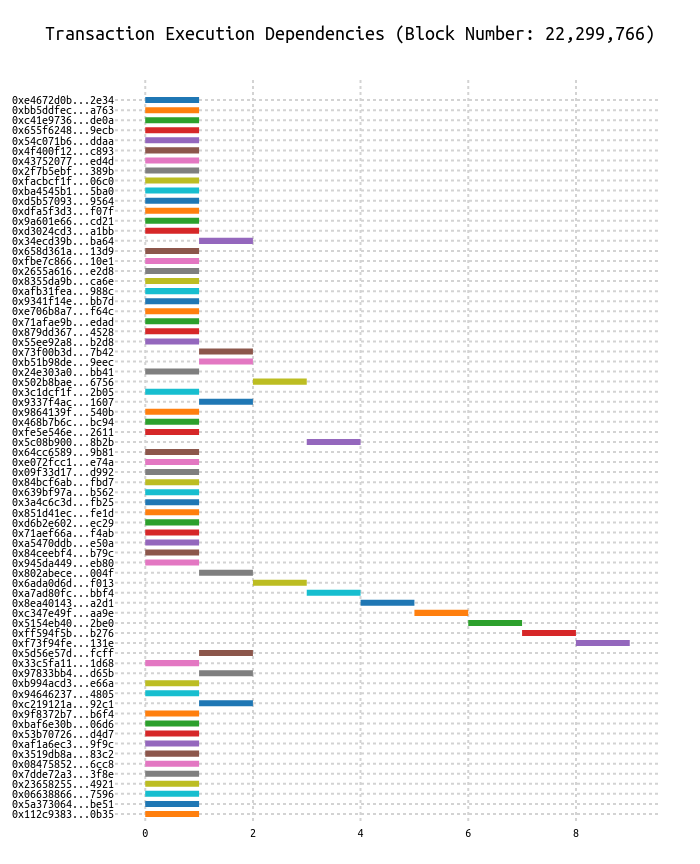 Transaction Execution Dependencies (Block Number: 22,299,766)
0xe4672d0b...2e34
0xbb5ddfec...a763
0xc41e9736...de0a
0x655f6248...9ecb
0x54c071b6...ddaa
0x4f400f12...c893
0x43752077...ed4d
0x2f7b5ebf...389b
0xfacbcf1f...06c0
0xba4545b1...5ba0
0xd5b57093...9564
0xdfa5f3d3...f07f
0x9a601e66...cd21
0xd3024cd3...a1bb
0x34ecd39b...ba64
0x658d361a...13d9
0xfbe7c866...10e1
0x2655a616...e2d8
0x8355da9b...ca6e
0xafb31fea...988c
0x9341f14e...bb7d
0xe706b8a7...f64c
0x71afae9b...edad
0x879dd367...4528
0x55ee92a8...b2d8
0x73f00b3d...7b42
0xb51b98de...9eec
0x24e303a0...bb41
0x502b8bae...6756
0x3c1dcf1f...2b05
0x9337f4ac...1607
0x9864139f...540b
0x468b7b6c...bc94
0xfe5e546e...2611
0x5c08b900...8b2b
0x64cc6589...9b81
0xe072fcc1...e74a
0x09f33d17...d992
0x84bcf6ab...fbd7
0x639bf97a...b562
0x3a4c6c3d...fb25
0x851d41ec...fe1d
0xd6b2e602...ec29
0x71aef66a...f4ab
0xa5470ddb...e50a
0x84ceebf4...b79c
0x945da449...eb80
0x802abece...004f
0x6ada0d6d...f013
0xa7ad80fc...bbf4
0x8ea40143...a2d1
0xc347e49f...aa9e
0x5154eb40...2be0
0xff594f5b...b276
0xf73f94fe...131e
0x5d56e57d...fcff
0x33c5fa11...1d68
0x97833bb4...d65b
0xb994acd3...e66a
0x94646237...4805
0xc219121a...92c1
0x9f8372b7...b6f4
0xbaf6e30b...06d6
0x53b70726...d4d7
0xaf1a6ec3...9f9c
0x3519db8a...83c2
0x08475852...6cc8
0x7dde72a3...3f8e
0x23658255...4921
0x06638866...7596
0x5a373064...be51
0x112c9383...0b35
0 2 4 6 8